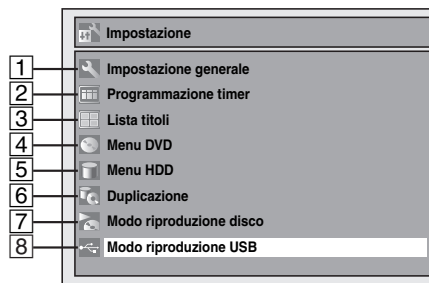 Impostazione
1 Impostazione generale
2 Programmazione timer
3 Lista titoli
4 Menu DVD
5 Menu HDD
6 Duplicazione
7 Modo riproduzione disco
8 Modo riproduzione USB